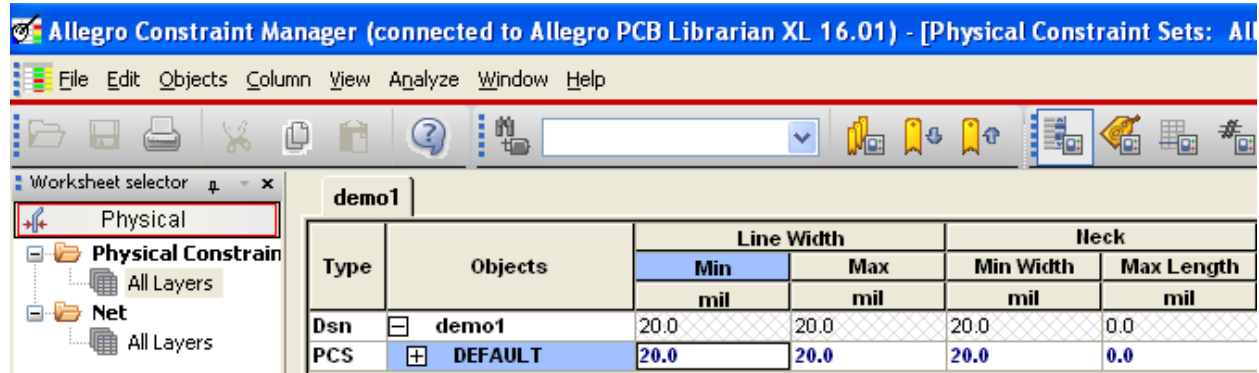 Allegro Constraint Manager (connected to Allegro PCB Librarian XL 16.01) - [Physical Constraint Sets: All
File Edit Objects Column View Analyze Window Help
Worksheet selector
Physical
Physical Constrain
All Layers
Net
All Layers
demo1
Line Width Neck
Type Objects Min Max Min Width Max Length
mil mil mil mil
Dsn demo1 20.0 20.0 20.0 0.0
PCS DEFAULT 20.0 20.0 20.0 0.0